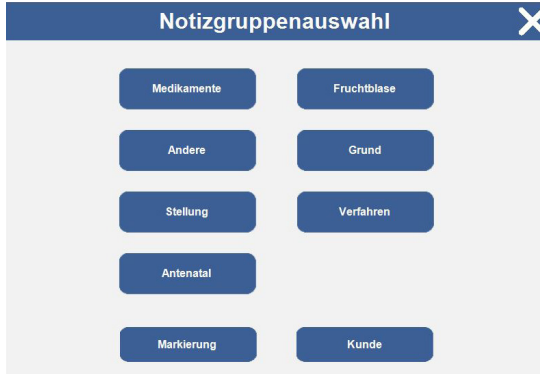 Notizgruppenauswahl
Medikamente
Fruchtblase
Andere
Grund
Stellung
Verfahren
Antenatal
Markierung
Kunde